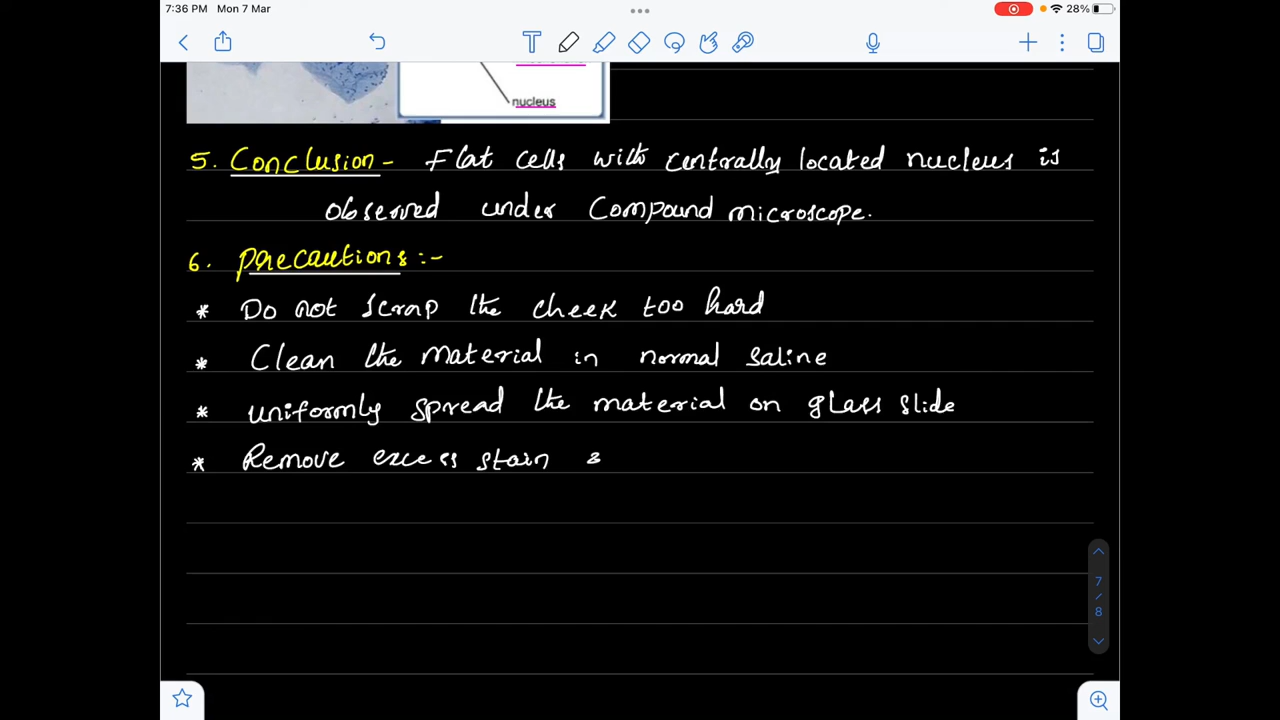 7:36 PM Mon 7 Mar
28%
nucleus
5. Conclusion - Flat cells with centrally located nucleus is
observed under Compound microscope.
6. Precautions :-
* Do not scrap the cheek too hard
* Clean the material in normal saline
* uniformly spread the material on glass slide
* Remove excess stain &
7 / 8